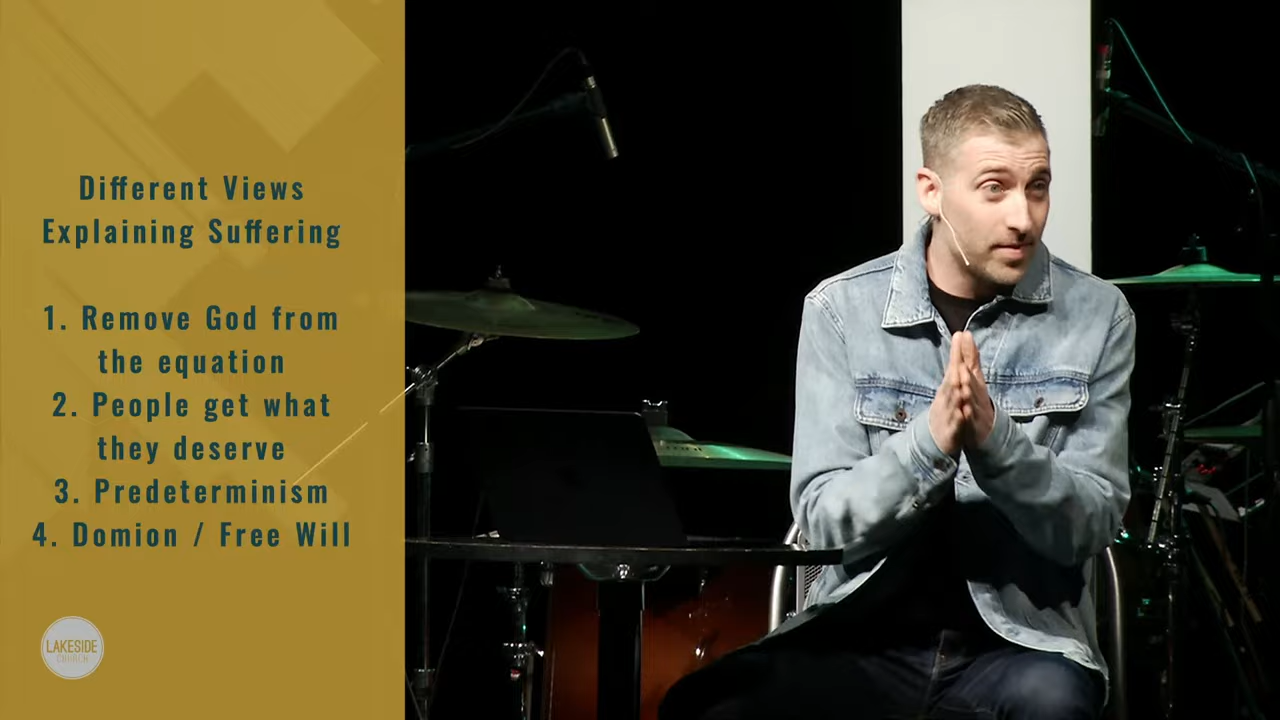 Different Views
Explaining Suffering
1. Remove God from
the equation
2. People get what
they deserve
3. Predeterminism
4. Domion / Free Will
LAKESIDE
CHURCH